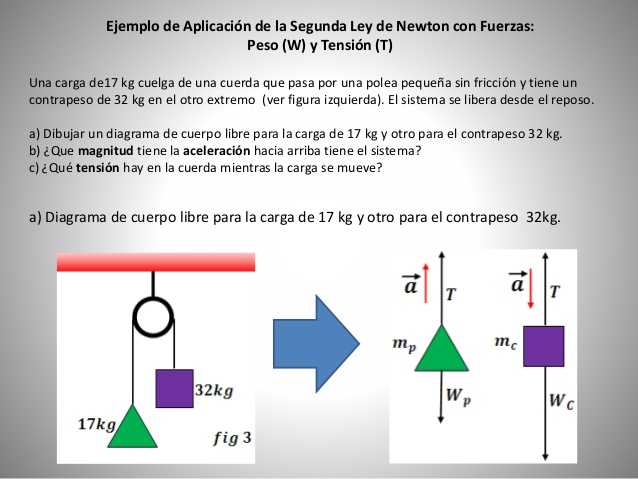 Ejemplo de Aplicación de la Segunda Ley de Newton con Fuerzas:
Peso (W) y Tensión (T)
Una carga de17 kg cuelga de una cuerda que pasa por una polea pequeña sin fricción y tiene un
contrapeso de 32 kg en el otro extremo (ver figura izquierda). El sistema se libera desde el reposo.
a) Dibujar un diagrama de cuerpo libre para la carga de 17 kg y otro para el contrapeso 32 kg.
b) ¿Que magnitud tiene la aceleración hacia arriba tiene el sistema?
c) ¿Qué tensión hay en la cuerda mientras la carga se mueve?
a) Diagrama de cuerpo libre para la carga de 17 kg y otro para el contrapeso 32kg.
32kg
17kg
fig 3
a T a T
m_p m_c
W_p W_C